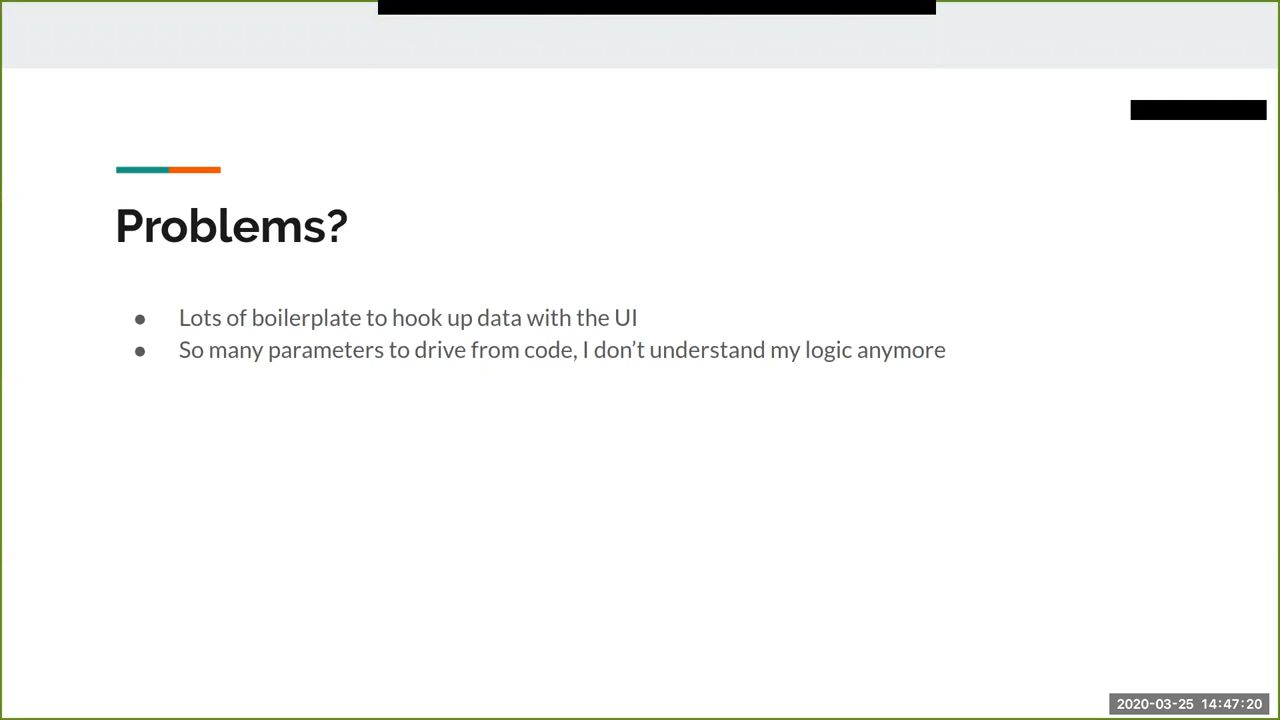 Problems?
● Lots of boilerplate to hook up data with the UI
● So many parameters to drive from code, I don’t understand my logic anymore
2020-03-25 14:47:20